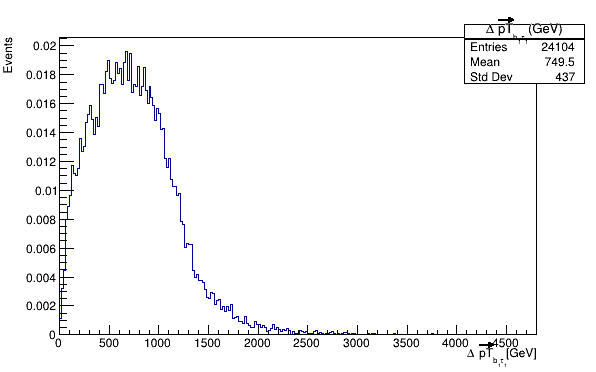 Δ pT b₁τ₁ (GeV)
Entries 24104
Mean 749.5
Std Dev 437
Events
0.02
0.018
0.016
0.014
0.012
0.01
0.008
0.006
0.004
0.002
0
0 500 1000 1500 2000 2500 3000 3500 4000 4500
Δ pT b₁τ₁ [GeV]